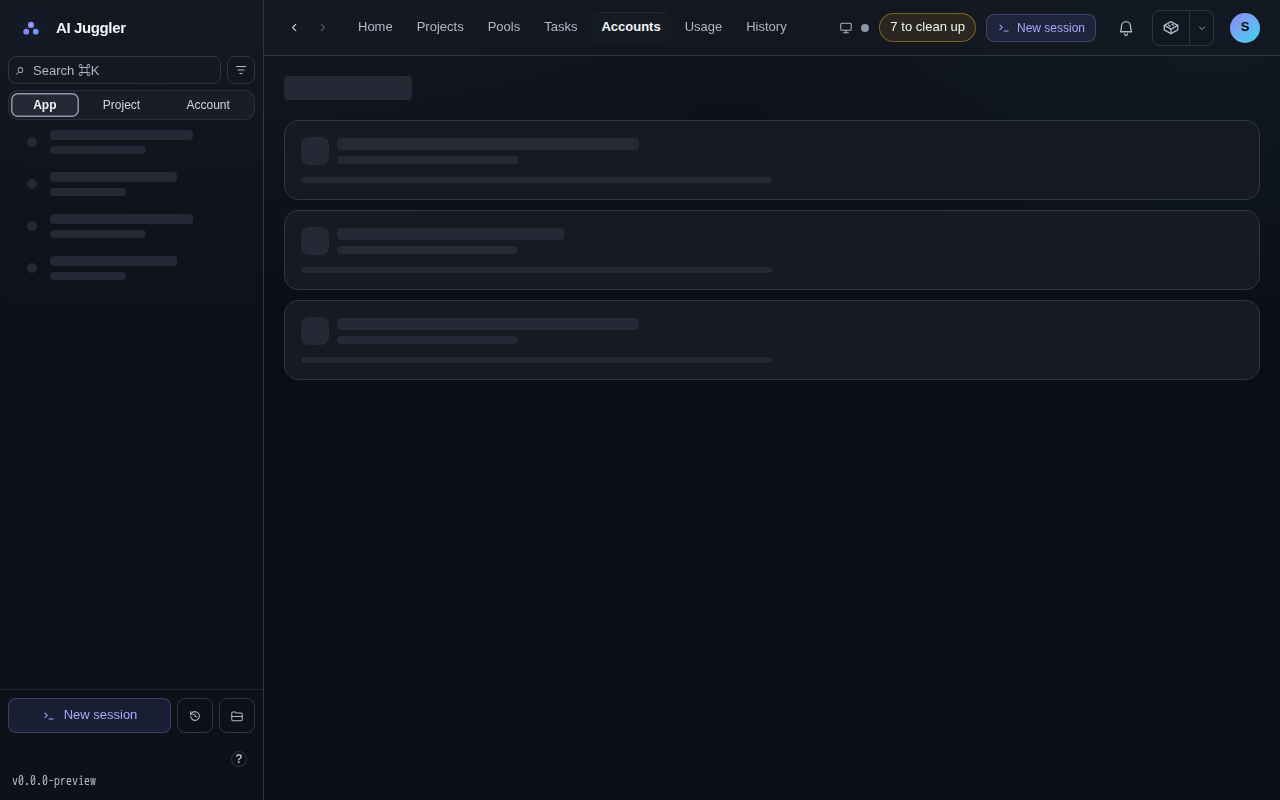 AI Juggler
Search ⌘K
App Project Account
Home Projects Pools Tasks Accounts Usage History
7 to clean up
New session
S
New session
?
v0.0.0-preview